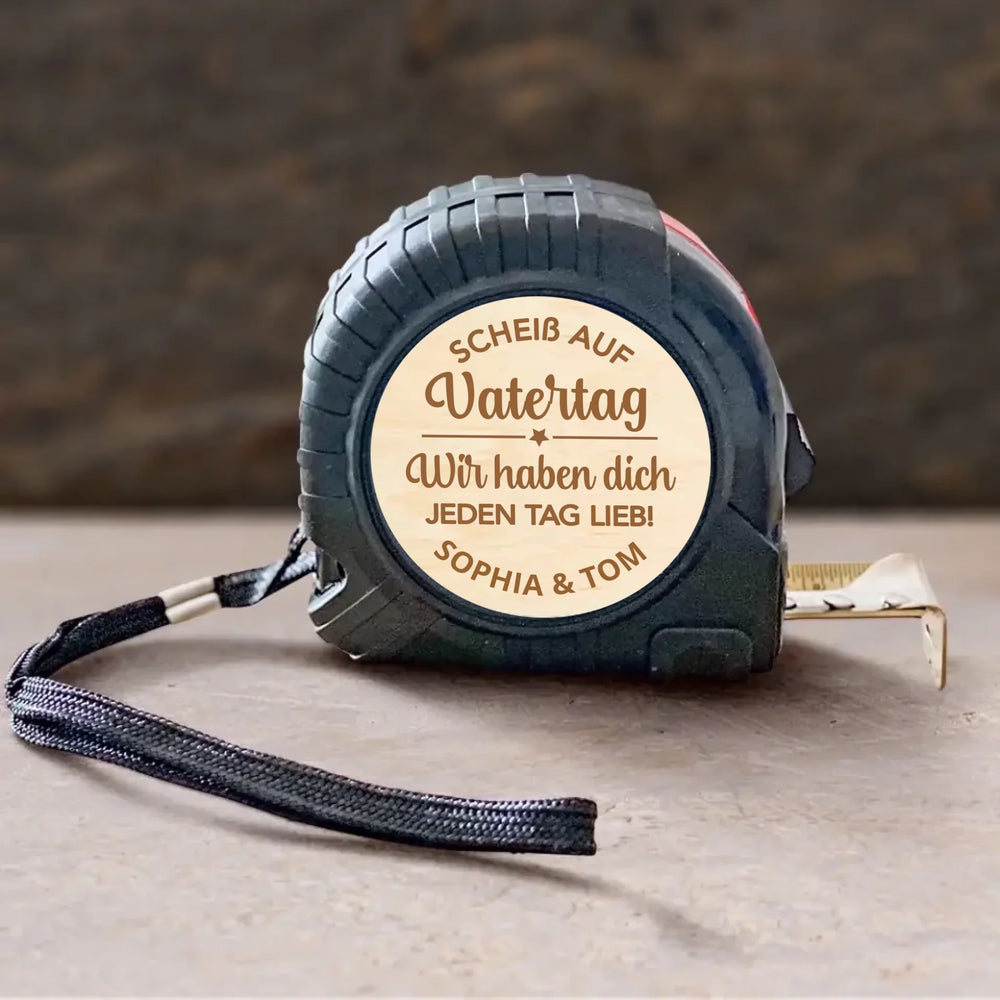 SCHEIß AUF
Vatertag
Wir haben dich
JEDEN TAG LIEB!
SOPHIA & TOM